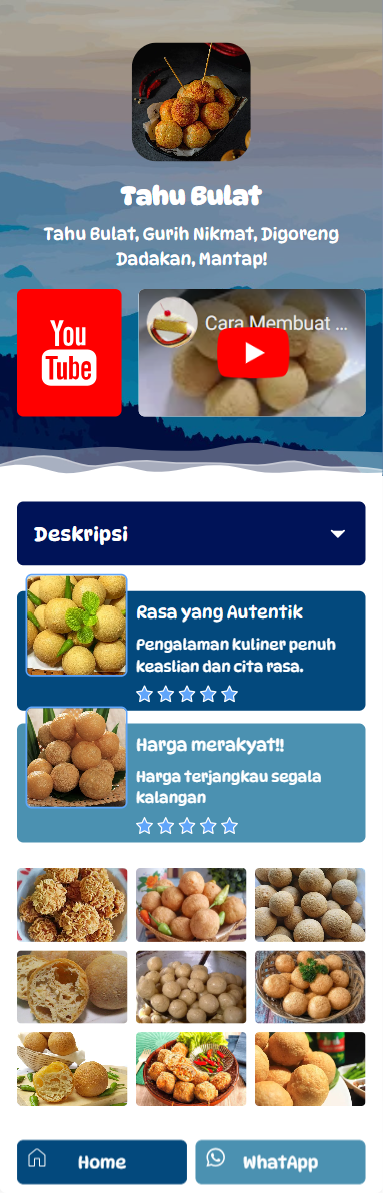 Tahu Bulat
Tahu Bulat, Gurih Nikmat, Digoreng
Dadakan, Mantap!
You
Tube
Cara Membuat ...
Deskripsi
Rasa yang Autentik
Pengalaman kuliner penuh
keaslian dan cita rasa.
Harga merakyat!!
Harga terjangkau segala
kalangan
Home
WhatApp